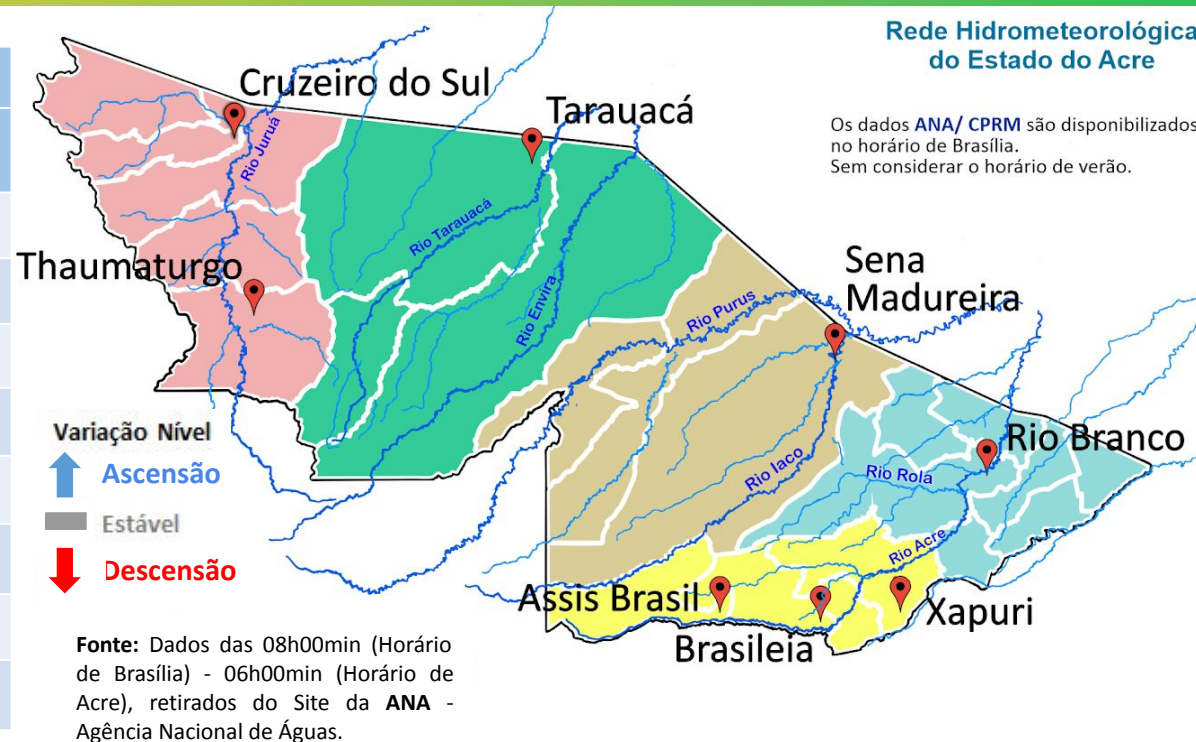 Rede Hidrometeorológica
do Estado do Acre
Os dados ANA/ CPRM são disponibilizados
no horário de Brasília.
Sem considerar o horário de verão.
Cruzeiro do Sul
Tarauacá
Rio Juruá
Rio Tarauacá
Thaumaturgo
Rio Envira
Sena
Madureira
Rio Purus
Rio Branco
Rio Iaco
Rio Rola
Rio Acre
Assis Brasil
Brasileia
Xapuri
Variação Nível
Ascensão
Estável
Descensão
Fonte: Dados das 08h00min (Horário
de Brasília) - 06h00min (Horário de
Acre), retirados do Site da ANA -
Agência Nacional de Águas.